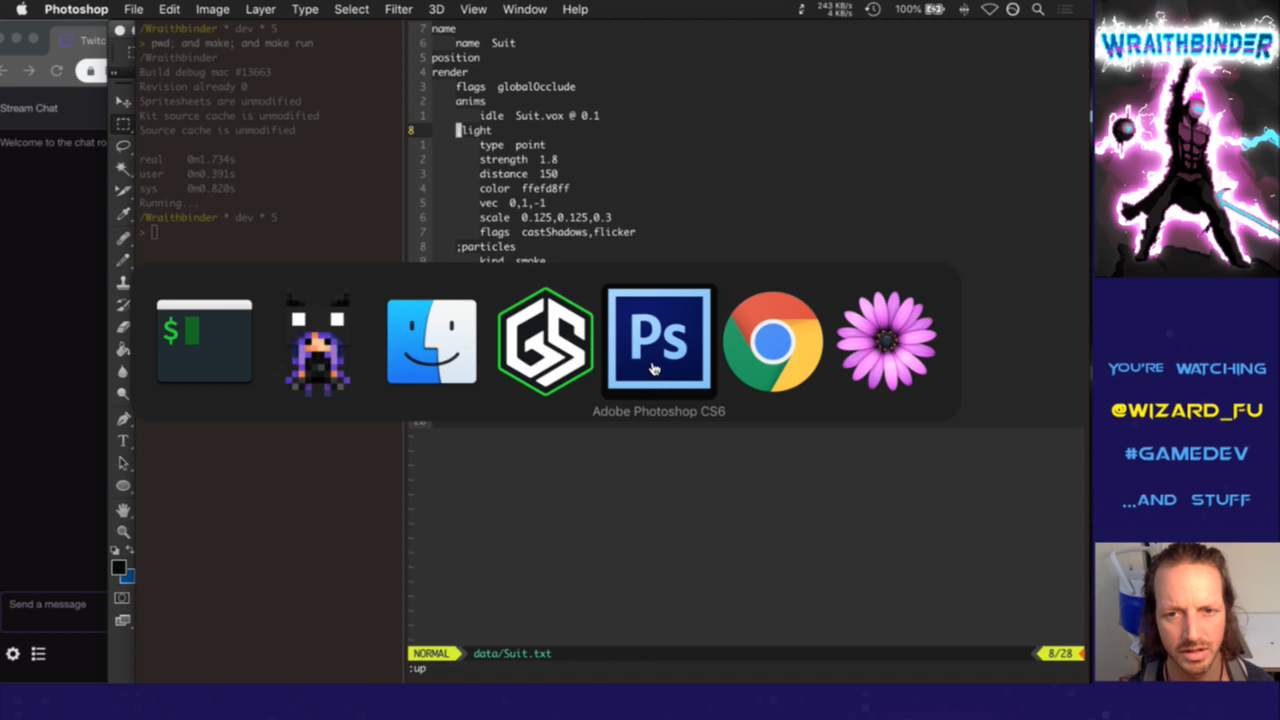 Photoshop File Edit Image Layer Type Select Filter 3D View Window Help
243 KB/s
4 KB/s
100%
Twitc
Stream Chat
Welcome to the chat ro
Send a message
/Wraithbinder * dev * 5
> pwd; and make; and make run
/Wraithbinder
Build debug mac #13663
Revision already 0
Spritesheets are unmodified
Kit source cache is unmodified
Source cache is unmodified
real 0m1.734s
user 0m0.391s
sys 0m0.820s
Running...
/Wraithbinder * dev * 5
>
7 name
6 name Suit
5 position
4 render
3 flags globalOcclude
2 anims
1 idle Suit.vox @ 0.1
8 ;light
1 type point
2 strength 1.8
3 distance 150
4 color ffefd8ff
5 vec 0,1,-1
6 scale 0.125,0.125,0.3
7 flags castShadows,flicker
8 ;particles
9 kind smoke
$
GS
Ps
Adobe Photoshop CS6
NORMAL data/Suit.txt 8/28
:up
WRAITHBINDER
YOU'RE WATCHING
@WIZARD_FU
#GAMEDEV
...AND STUFF